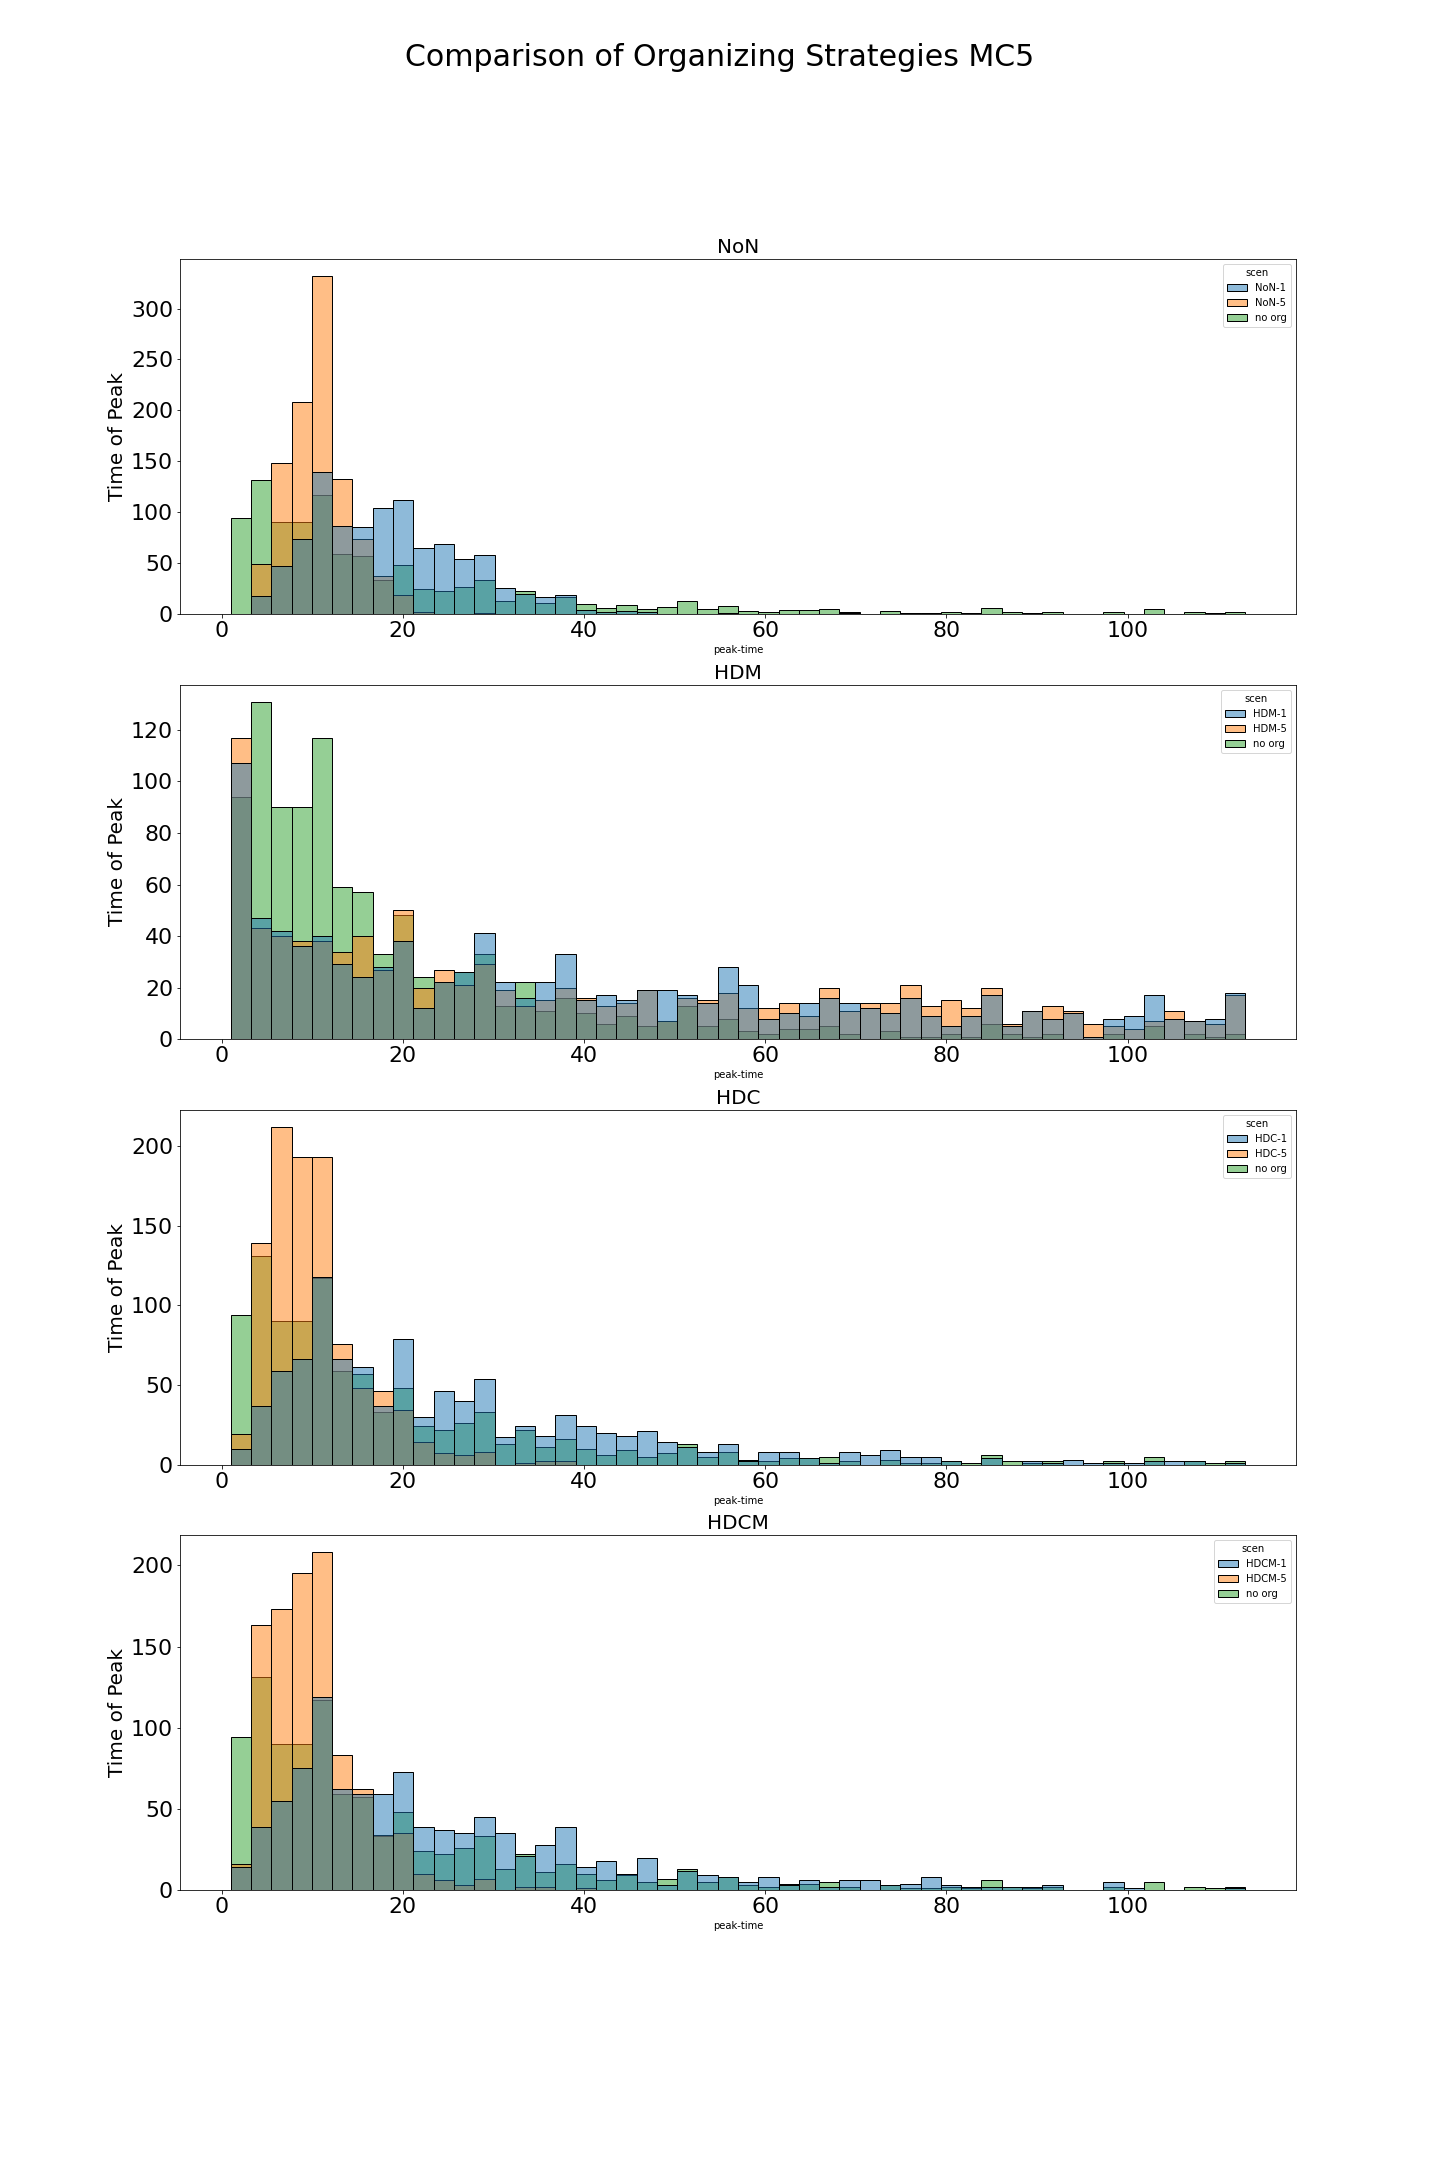 Comparison of Organizing Strategies MC5
NoN
scen
NoN-1
NoN-5
no org
Time of Peak
300
250
200
150
100
50
0
0 20 40 60 80 100
peak-time
HDM
scen
HDM-1
HDM-5
no org
Time of Peak
120
100
80
60
40
20
0
0 20 40 60 80 100
peak-time
HDC
scen
HDC-1
HDC-5
no org
Time of Peak
200
150
100
50
0
0 20 40 60 80 100
peak-time
HDCM
scen
HDCM-1
HDCM-5
no org
Time of Peak
200
150
100
50
0
0 20 40 60 80 100
peak-time